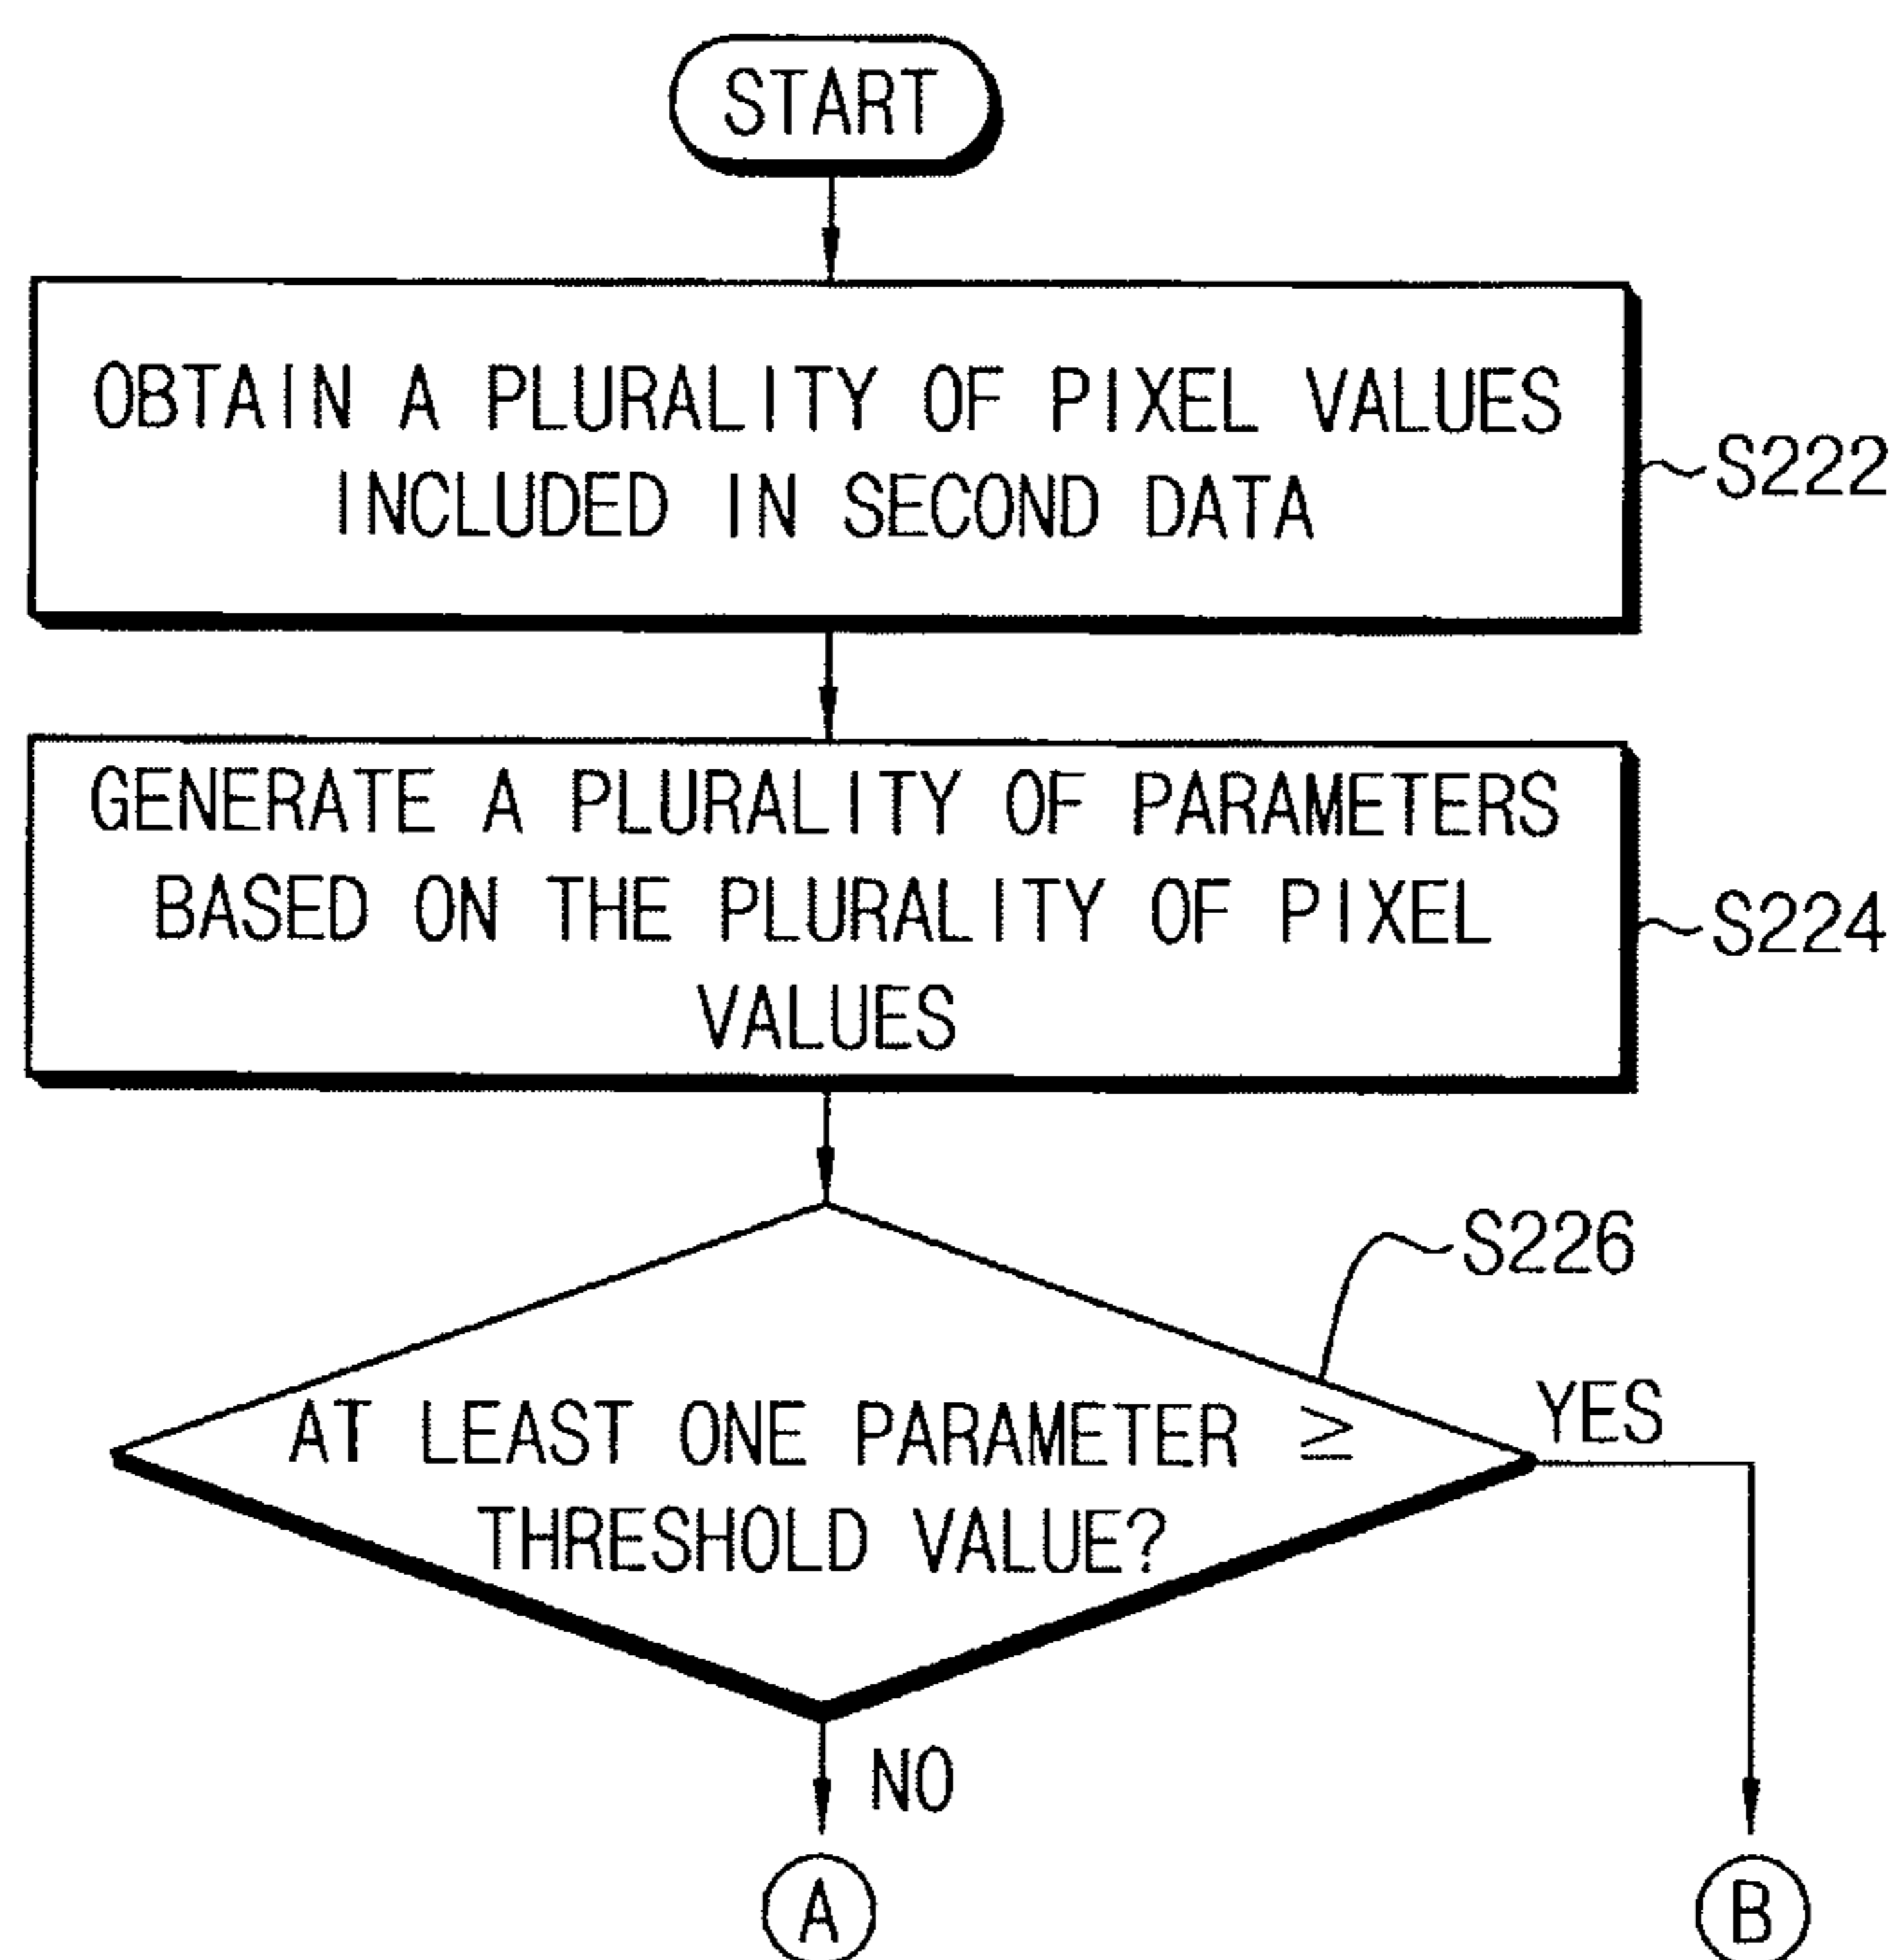 START
OBTAIN A PLURALITY OF PIXEL VALUES
INCLUDED IN SECOND DATA
S222
GENERATE A PLURALITY OF PARAMETERS
BASED ON THE PLURALITY OF PIXEL
VALUES
S224
S226
AT LEAST ONE PARAMETER ≥
THRESHOLD VALUE?
YES
NO
A
B